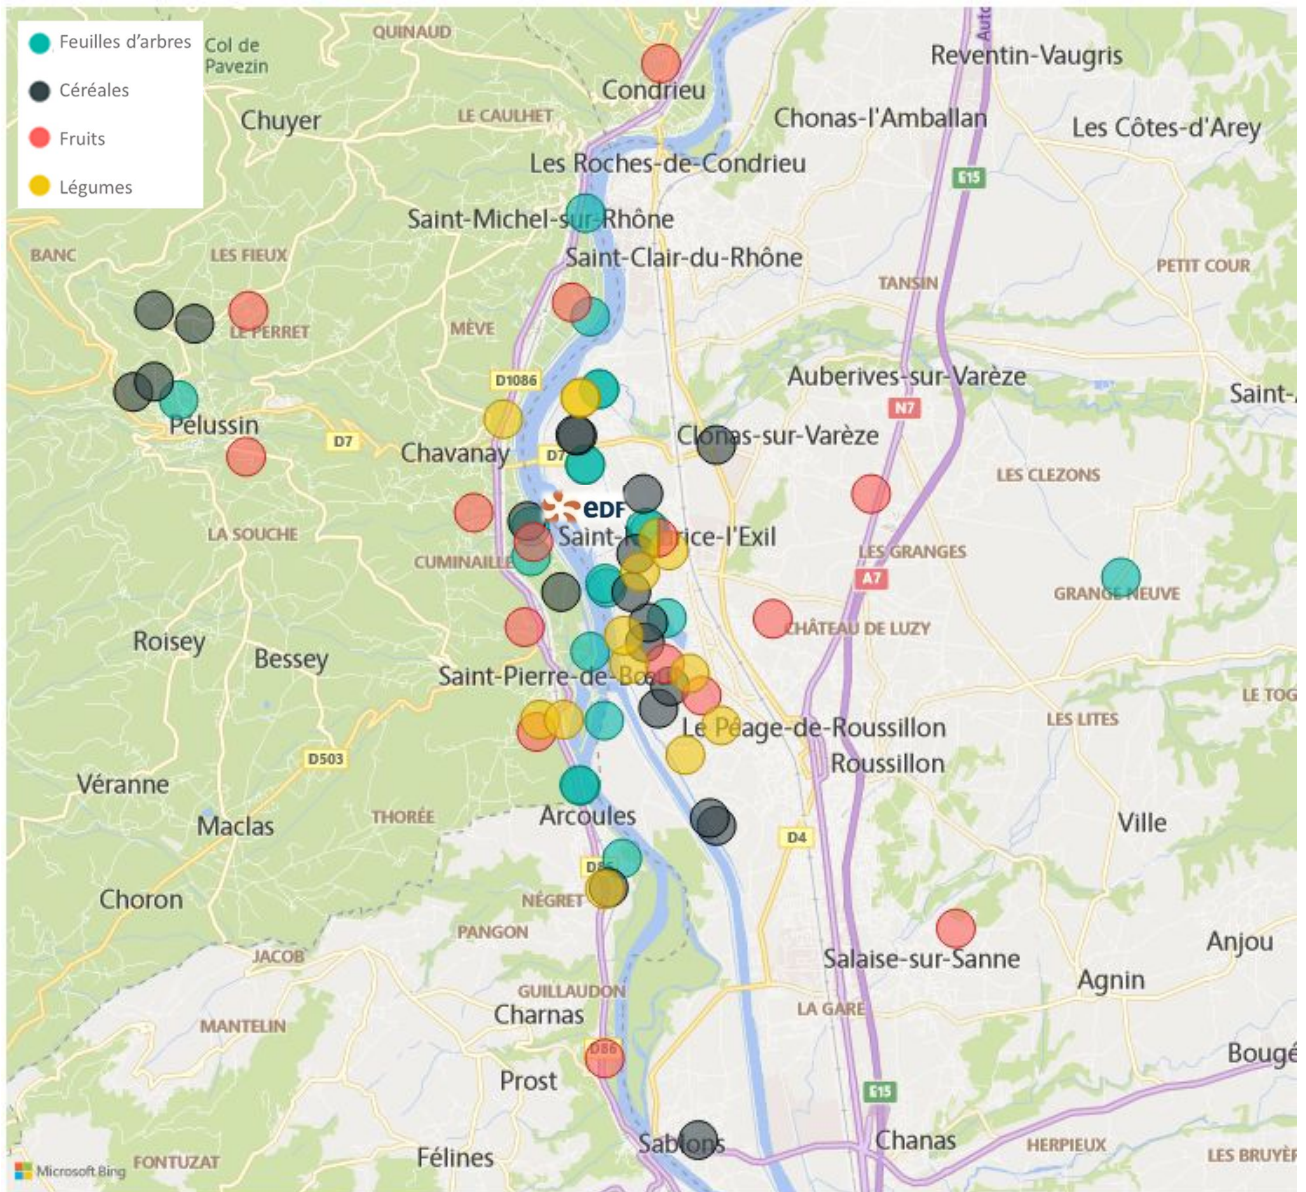 Feuilles d'arbres
Céréales
Fruits
Légumes
Col de
Pavezin
QUINAUD
Condrieu
Reventin-Vaugris
Auto
Chuyer
LE CAULHET
Chonas-l'Amballan
Les Côtes-d'Arey
Les Roches-de-Condrieu
E15
Saint-Michel-sur-Rhône
BANC
LES FIEUX
Saint-Clair-du-Rhône
PETIT COUR
TANSIN
LE PERRET
MÈVE
D1086
Auberives-sur-Varèze
Saint-
N7
Pélussin
D7
Chavanay
D7
Clonas-sur-Varèze
LES CLEZONS
eDF
LA SOUCHE
Saint-Maurice-l'Exil
CUMINAILLE
LES GRANGES
A7
GRANGE NEUVE
Roisey
Bessey
CHÂTEAU DE LUZY
Saint-Pierre-de-Bœuf
LE TOG
Le Péage-de-Roussillon
LES LITES
D503
Roussillon
Véranne
Maclas
THORÉE
Arcoules
D4
Ville
D86
Choron
NÉGRET
PANGON
JACOB
Salaise-sur-Sanne
Anjou
Agnin
GUILLAUDON
Charnas
LA GARE
MANTELIN
D86
Bougé
Prost
E15
Sablons
Chanas
HERPIEUX
Félines
FONTUZAT
LES BRUYÈR
Microsoft Bing